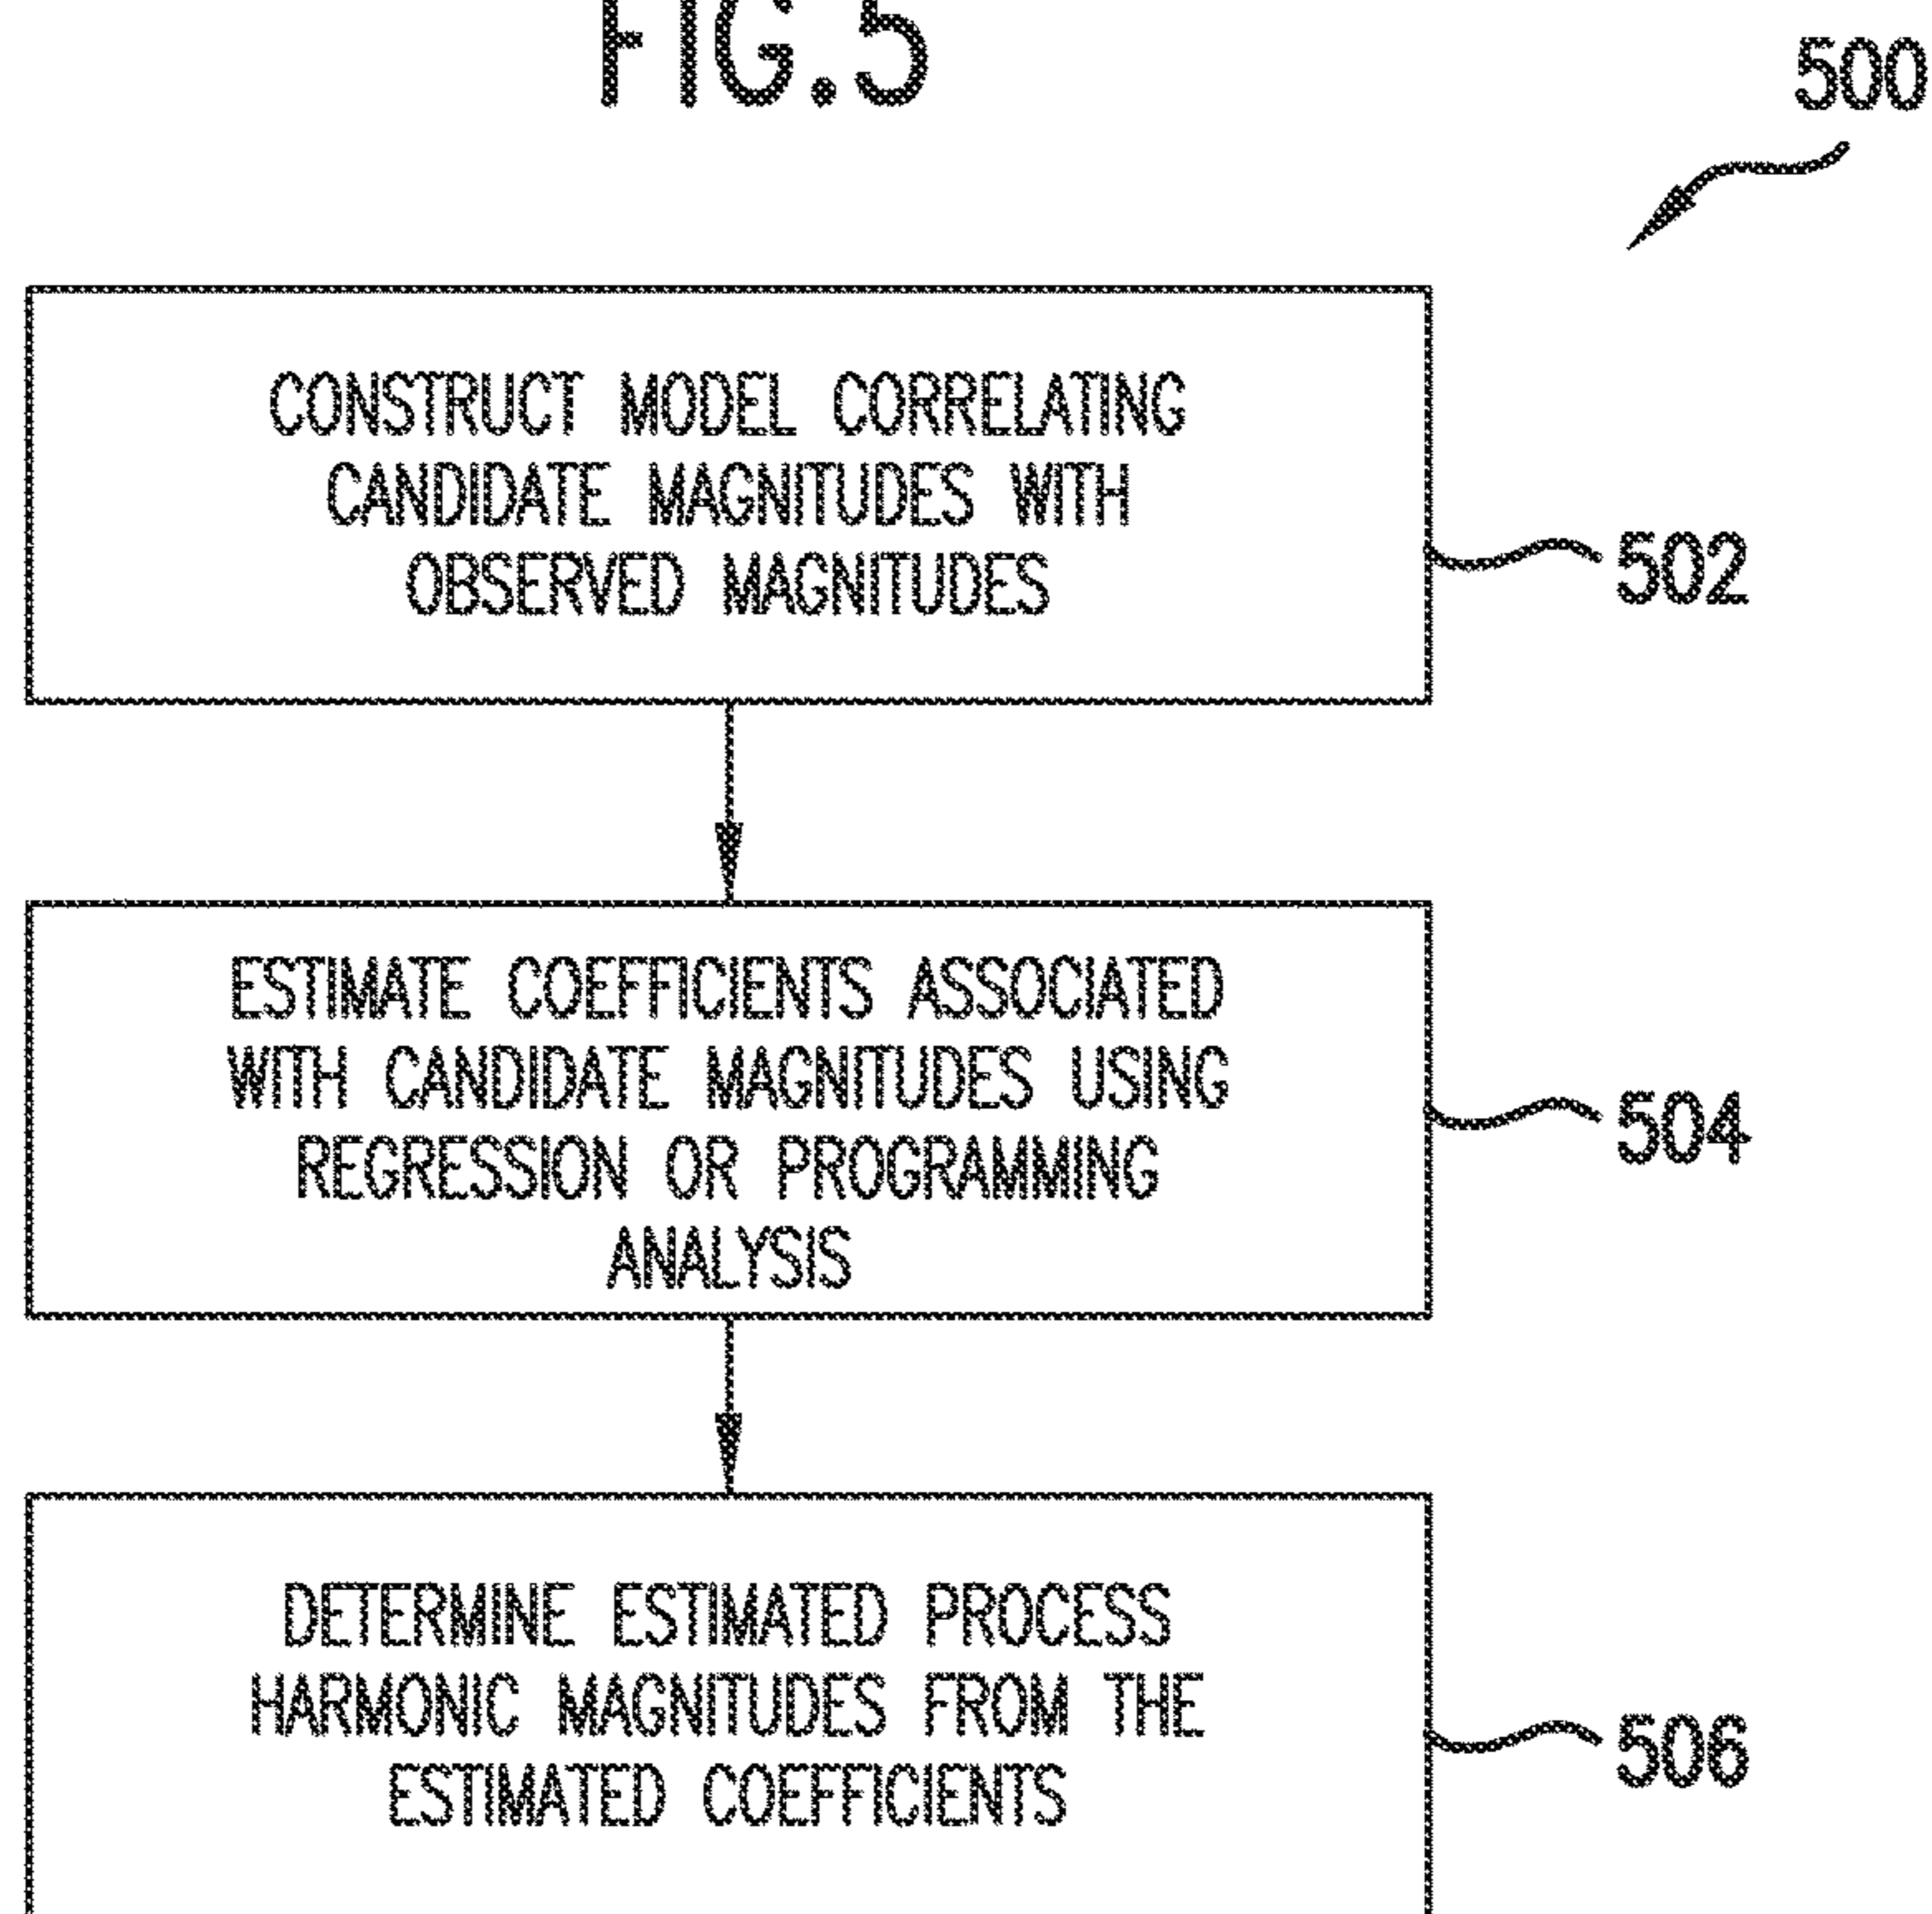 FIG.5
500
CONSTRUCT MODEL CORRELATING
CANDIDATE MAGNITUDES WITH
OBSERVED MAGNITUDES
502
ESTIMATE COEFFICIENTS ASSOCIATED
WITH CANDIDATE MAGNITUDES USING
REGRESSION OR PROGRAMMING
ANALYSIS
504
DETERMINE ESTIMATED PROCESS
HARMONIC MAGNITUDES FROM THE
ESTIMATED COEFFICIENTS
506